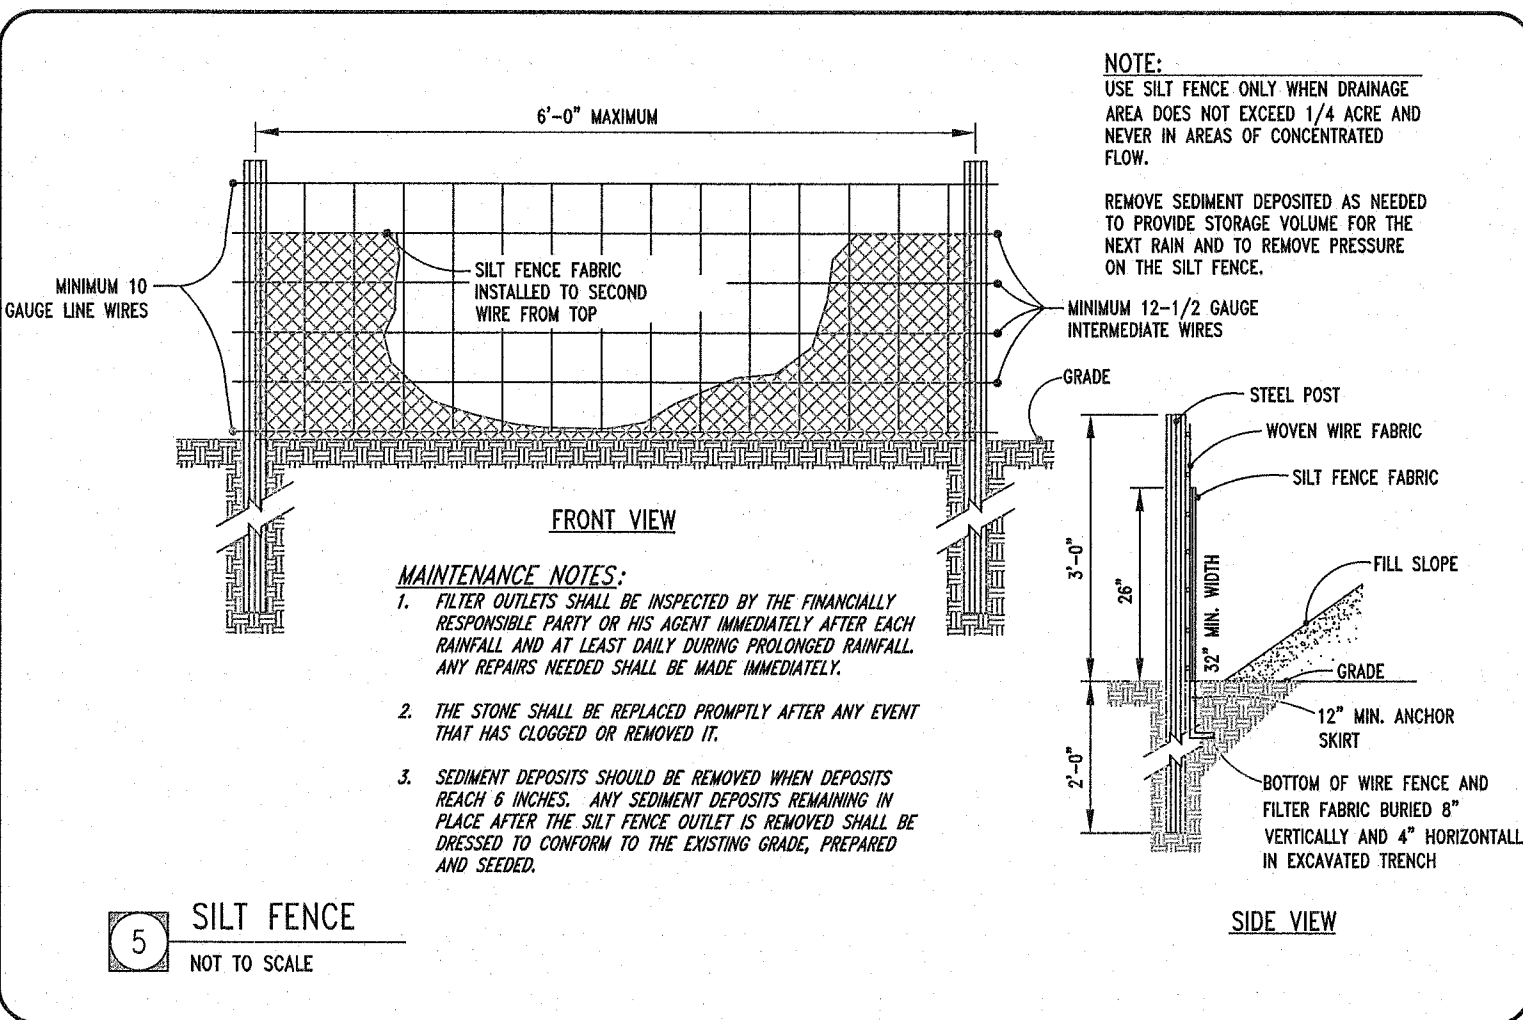 NOTE:
USE SILT FENCE ONLY WHEN DRAINAGE
AREA DOES NOT EXCEED 1/4 ACRE AND
NEVER IN AREAS OF CONCENTRATED
FLOW.
REMOVE SEDIMENT DEPOSITED AS NEEDED
TO PROVIDE STORAGE VOLUME FOR THE
NEXT RAIN AND TO REMOVE PRESSURE
ON THE SILT FENCE.
6'-0" MAXIMUM
SILT FENCE FABRIC
INSTALLED TO SECOND
WIRE FROM TOP
MINIMUM 10
GAUGE LINE WIRES
MINIMUM 12-1/2 GAUGE
INTERMEDIATE WIRES
GRADE
FRONT VIEW
MAINTENANCE NOTES:
1. FILTER OUTLETS SHALL BE INSPECTED BY THE FINANCIALLY
RESPONSIBLE PARTY OR HIS AGENT IMMEDIATELY AFTER EACH
RAINFALL AND AT LEAST DAILY DURING PROLONGED RAINFALL.
ANY REPAIRS NEEDED SHALL BE MADE IMMEDIATELY.
2. THE STONE SHALL BE REPLACED PROMPTLY AFTER ANY EVENT
THAT HAS CLOGGED OR REMOVED IT.
3. SEDIMENT DEPOSITS SHOULD BE REMOVED WHEN DEPOSITS
REACH 6 INCHES. ANY SEDIMENT DEPOSITS REMAINING IN
PLACE AFTER THE SILT FENCE OUTLET IS REMOVED SHALL BE
DRESSED TO CONFORM TO THE EXISTING GRADE, PREPARED
AND SEEDED.
STEEL POST
WOVEN WIRE FABRIC
SILT FENCE FABRIC
3'-0"
26"
32" MIN. WIDTH
FILL SLOPE
GRADE
2'-0"
12" MIN. ANCHOR
SKIRT
BOTTOM OF WIRE FENCE AND
FILTER FABRIC BURIED 8"
VERTICALLY AND 4" HORIZONTALL
IN EXCAVATED TRENCH
SIDE VIEW
5
SILT FENCE
NOT TO SCALE